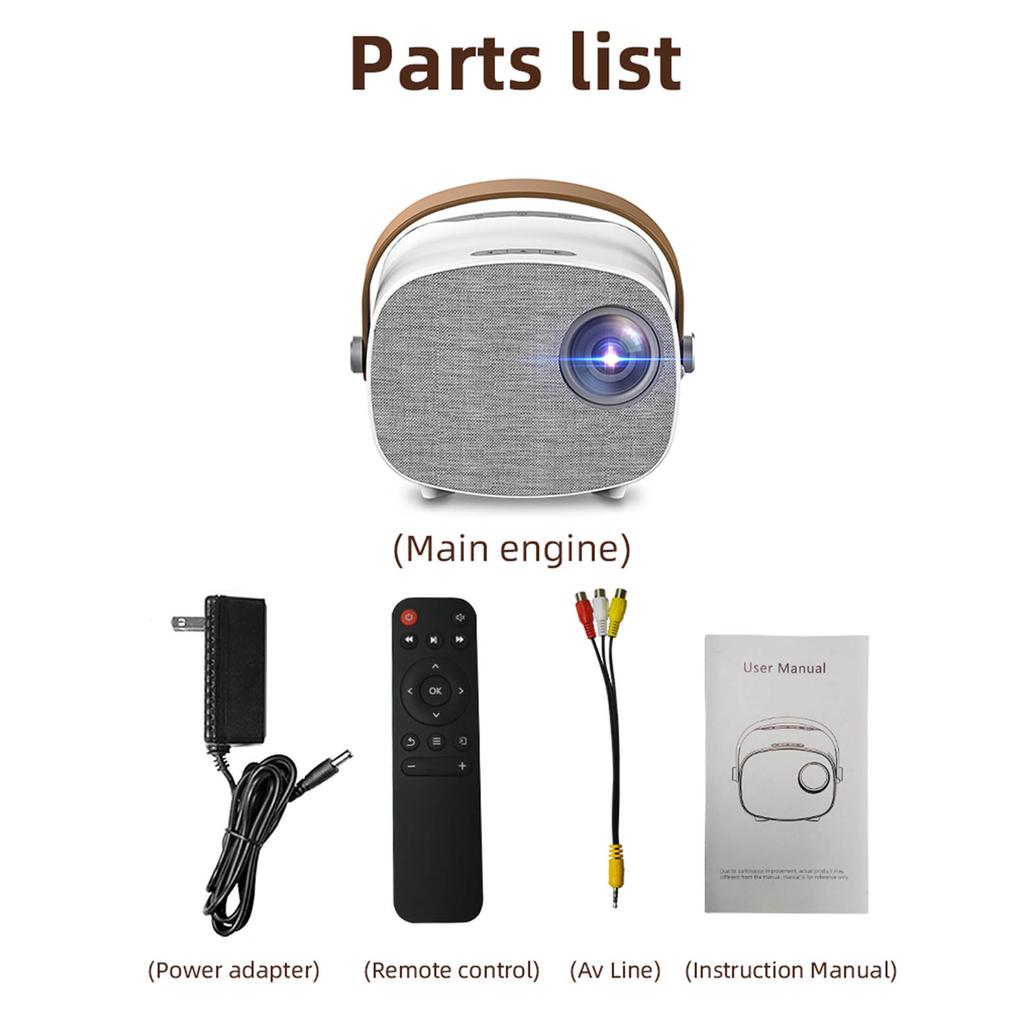 Parts list
(Main engine)
OK
User Manual
Due to continuous improvement, actual product may
different from the manual, manual is for reference only.
(Power adapter)
(Remote control)
(Av Line)
(Instruction Manual)